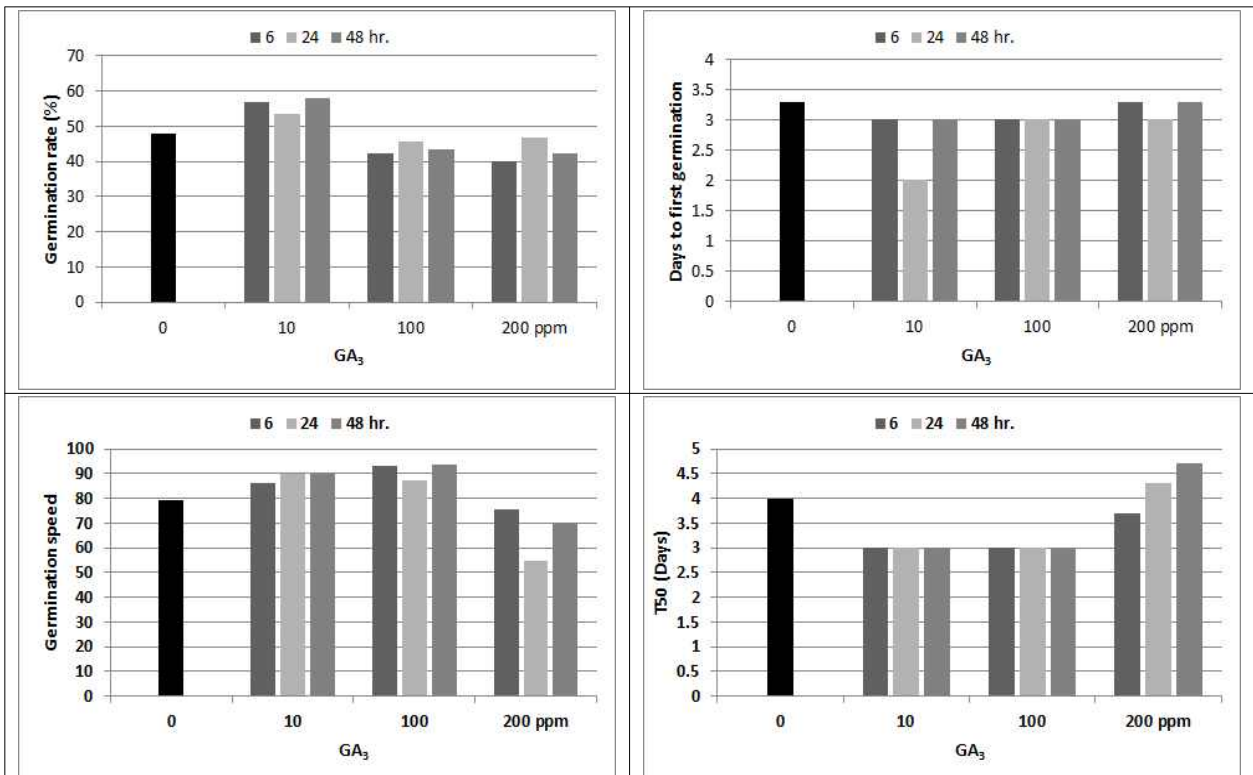 6 24 48 hr.
Germination rate (%)
70
60
50
40
30
20
10
0
0 10 100 200 ppm
GA₃
6 24 48 hr.
Days to first germination
4
3.5
3
2.5
2
1.5
1
0.5
0
0 10 100 200 ppm
GA₃
6 24 48 hr.
Germination speed
100
90
80
70
60
50
40
30
20
10
0
0 10 100 200 ppm
GA₃
6 24 48 hr.
T50 (Days)
5
4.5
4
3.5
3
2.5
2
1.5
1
0.5
0
0 10 100 200 ppm
GA₃